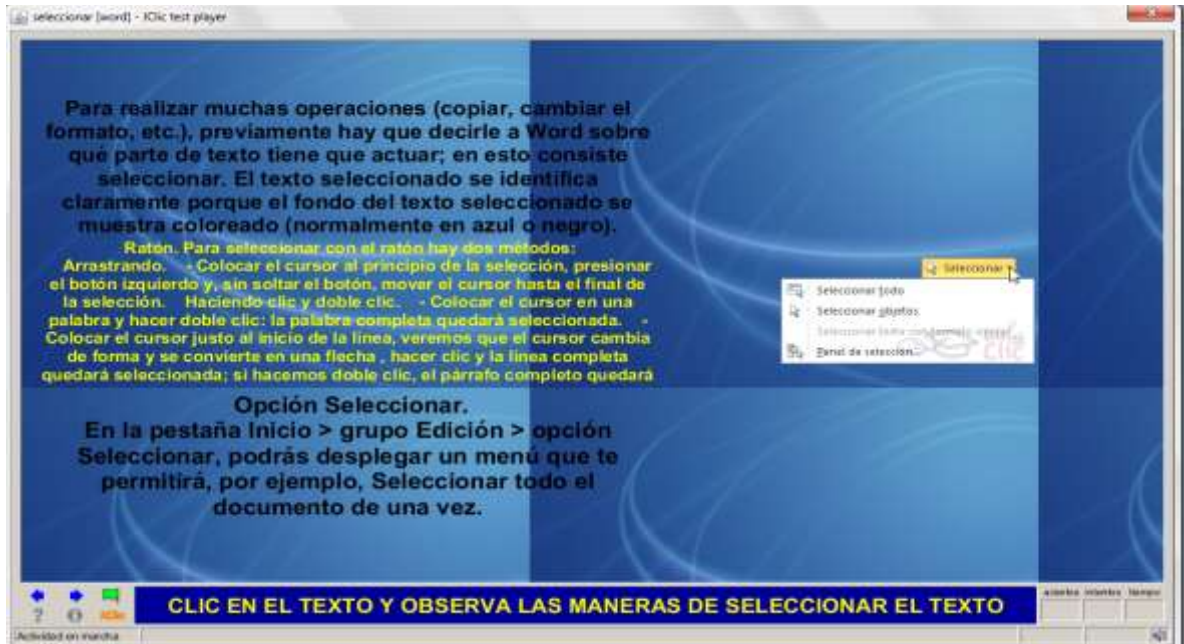 seleccionar [word] - JClic test player
Para realizar muchas operaciones (copiar, cambiar el
formato, etc.), previamente hay que decirle a Word sobre
qué parte de texto tiene que actuar; en esto consiste
seleccionar. El texto seleccionado se identifica
claramente porque el fondo del texto seleccionado se
muestra coloreado (normalmente en azul o negro).
Ratón. Para seleccionar con el ratón hay dos métodos:
Arrastrando. - Colocar el cursor al principio de la selección, presionar
el botón izquierdo y, sin soltar el botón, mover el cursor hasta el final de
la selección. Haciendo clic y doble clic. - Colocar el cursor en una
palabra y hacer doble clic: la palabra completa quedará seleccionada. -
Colocar el cursor justo al inicio de la línea, veremos que el cursor cambia
de forma y se convierte en una flecha , hacer clic y la línea completa
quedará seleccionada; si hacemos doble clic, el párrafo completo quedará
Seleccionar
Seleccionar todo
Seleccionar objetos
Seleccionar texto con formato
Panel de selección...
Opción Seleccionar.
En la pestaña Inicio > grupo Edición > opción
Seleccionar, podrás desplegar un menú que te
permitirá, por ejemplo, Seleccionar todo el
documento de una vez.
CLIC EN EL TEXTO Y OBSERVA LAS MANERAS DE SELECCIONAR EL TEXTO
aciertos intentos tiempo
Actividad en marcha